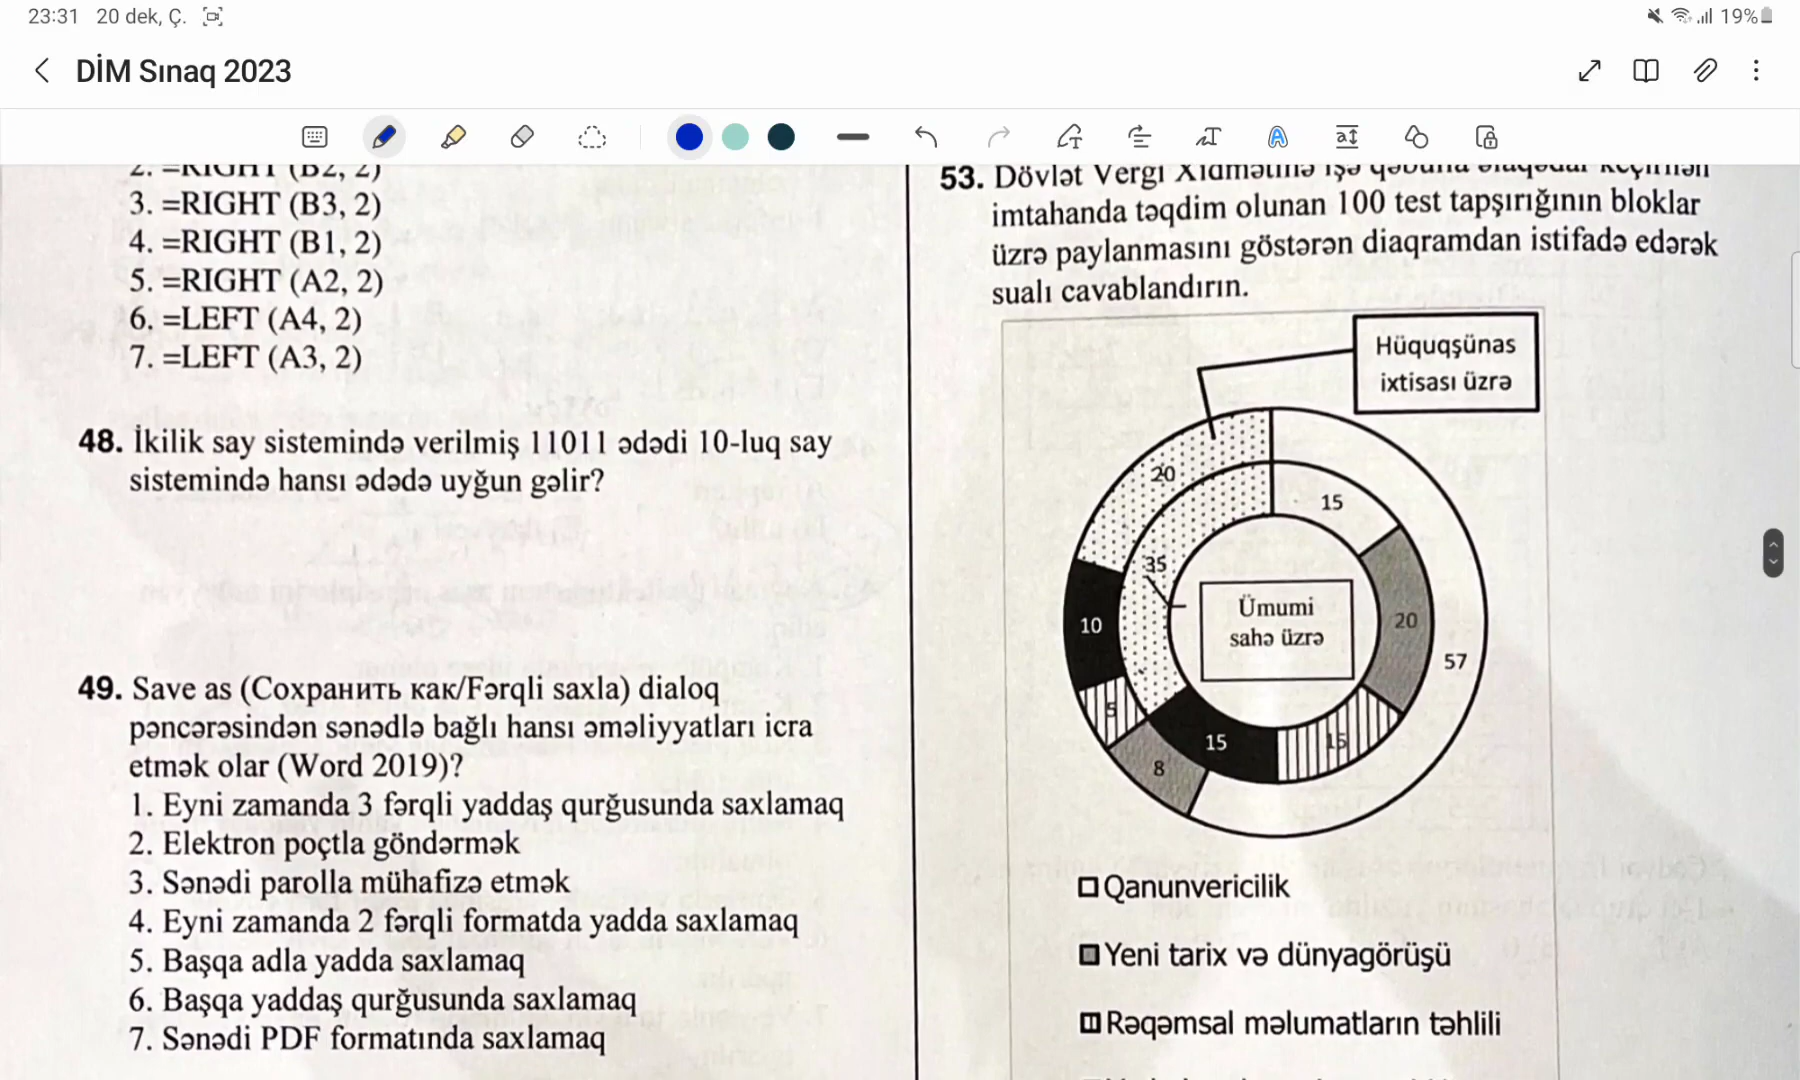 23:31 20 dek, Ç.
19%
DİM Sınaq 2023
2. =RIGHT (B2, 2)
3. =RIGHT (B3, 2)
4. =RIGHT (B1, 2)
5. =RIGHT (A2, 2)
6. =LEFT (A4, 2)
7. =LEFT (A3, 2)
48. İkilik say sistemində verilmiş 11011 ədədi 10-luq say
sistemində hansı ədədə uyğun gəlir?
49. Save as (Сохранить как/Fərqli saxla) dialoq
pəncərəsindən sənədlə bağlı hansı əməliyyatları icra
etmək olar (Word 2019)?
1. Eyni zamanda 3 fərqli yaddaş qurğusunda saxlamaq
2. Elektron poçtla göndərmək
3. Sənədi parolla mühafizə etmək
4. Eyni zamanda 2 fərqli formatda yadda saxlamaq
5. Başqa adla yadda saxlamaq
6. Başqa yaddaş qurğusunda saxlamaq
7. Sənədi PDF formatında saxlamaq
53. Dövlət Vergi Xidmətinə işə qəbulla əlaqədar keçirilən
imtahanda təqdim olunan 100 test tapşırığının bloklar
üzrə paylanmasını göstərən diaqramdan istifadə edərək
sualı cavablandırın.
Hüquqşünas
ixtisası üzrə
20
15
35
10
Ümumi
sahə üzrə
20
57
5
15
15
8
Qanunvericilik
Yeni tarix və dünyagörüşü
Rəqəmsal məlumatların təhlili